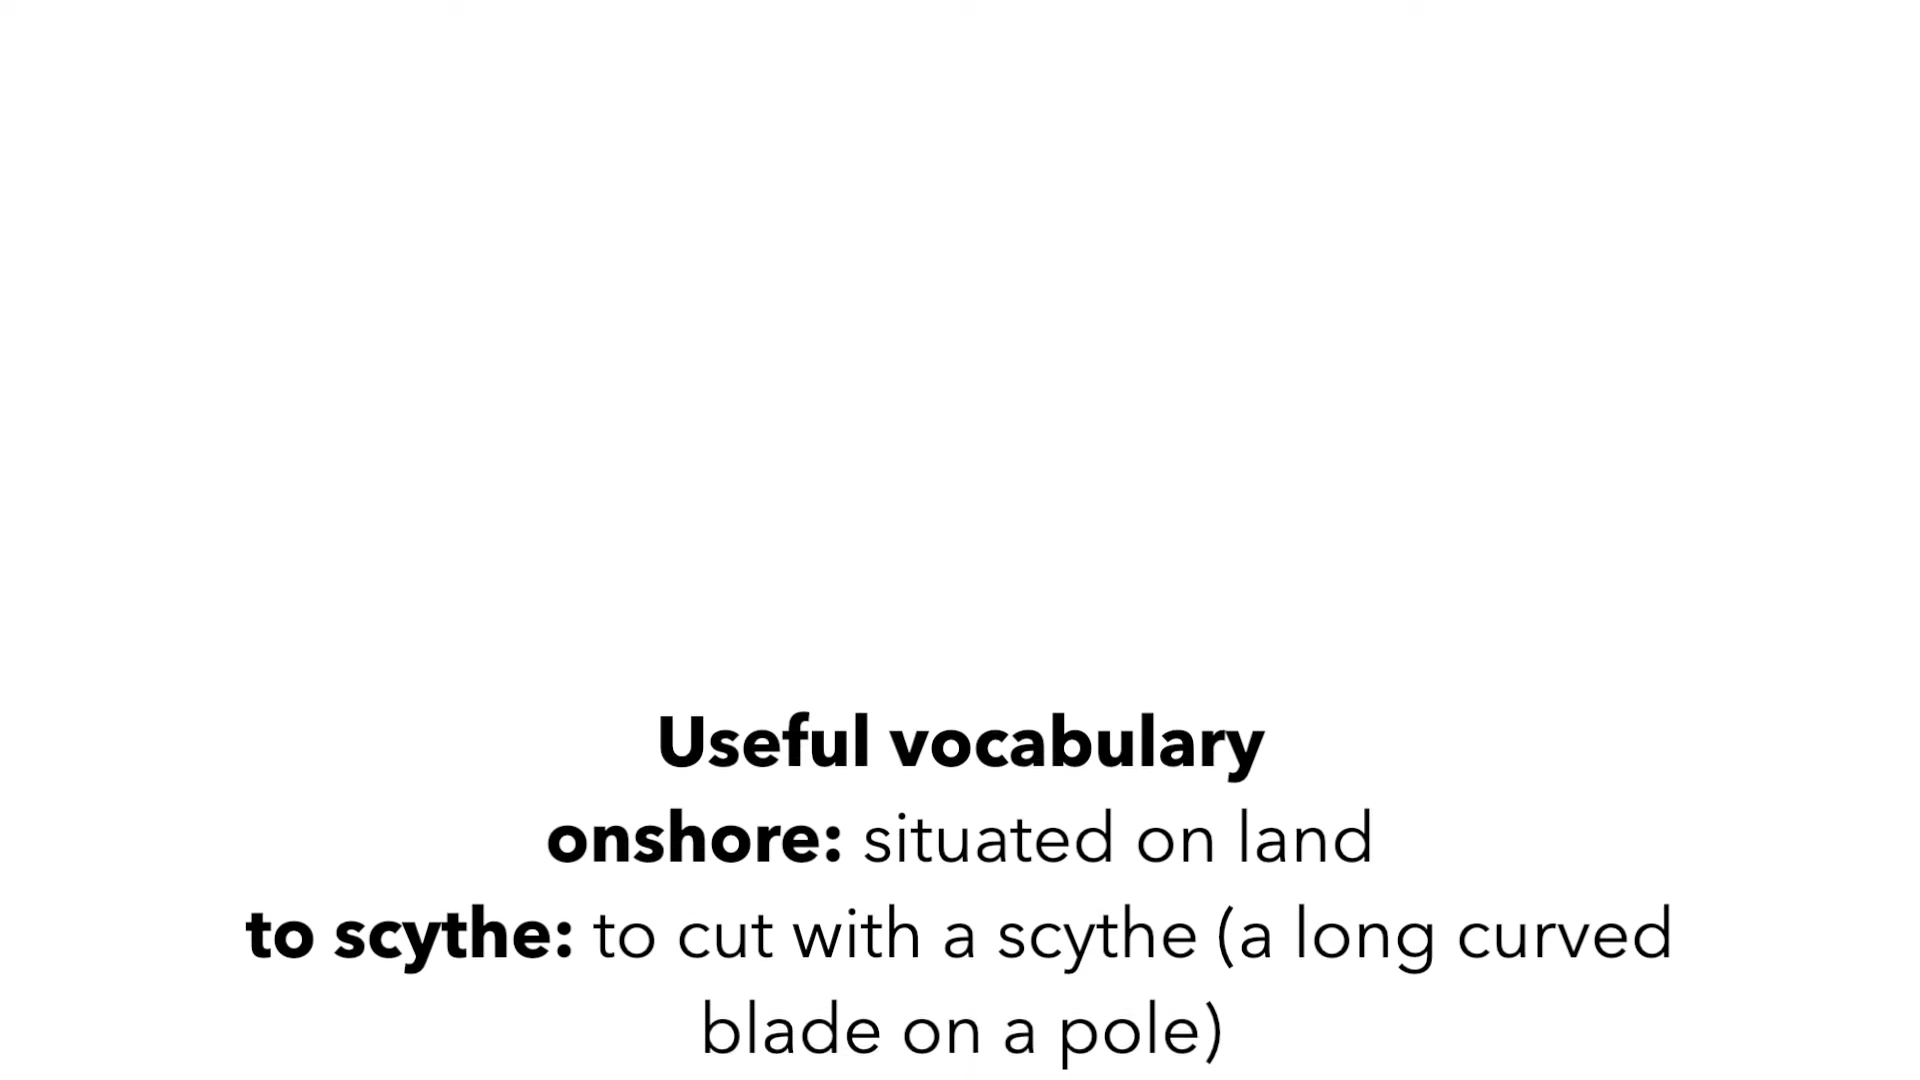 Useful vocabulary
onshore: situated on land
to scythe: to cut with a scythe (a long curved
blade on a pole)